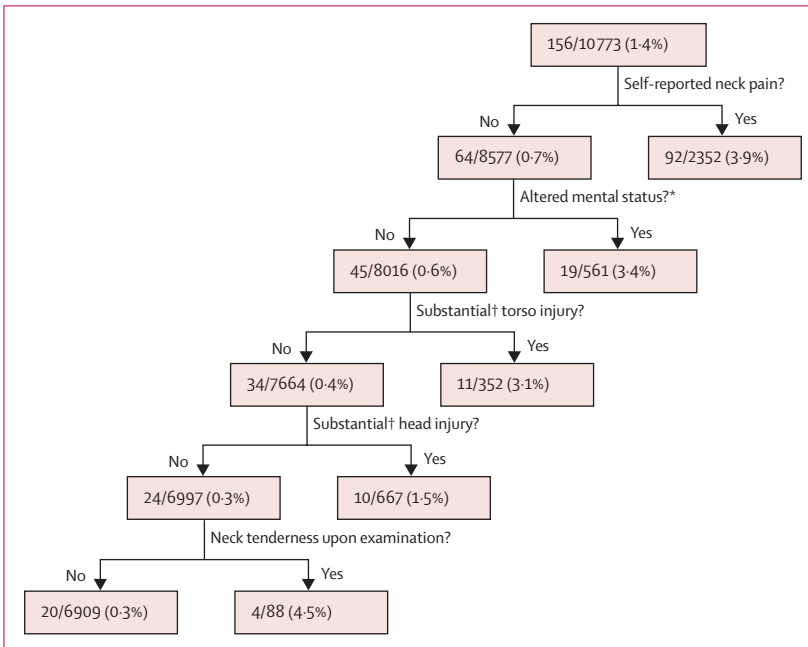 156/10773 (1·4%)
Self-reported neck pain?
No
Yes
64/8577 (0·7%)
92/2352 (3·9%)
Altered mental status?*
No
Yes
45/8016 (0·6%)
19/561 (3·4%)
Substantial† torso injury?
No
Yes
34/7664 (0·4%)
11/352 (3·1%)
Substantial† head injury?
No
Yes
24/6997 (0·3%)
10/667 (1·5%)
Neck tenderness upon examination?
No
Yes
20/6909 (0·3%)
4/88 (4·5%)